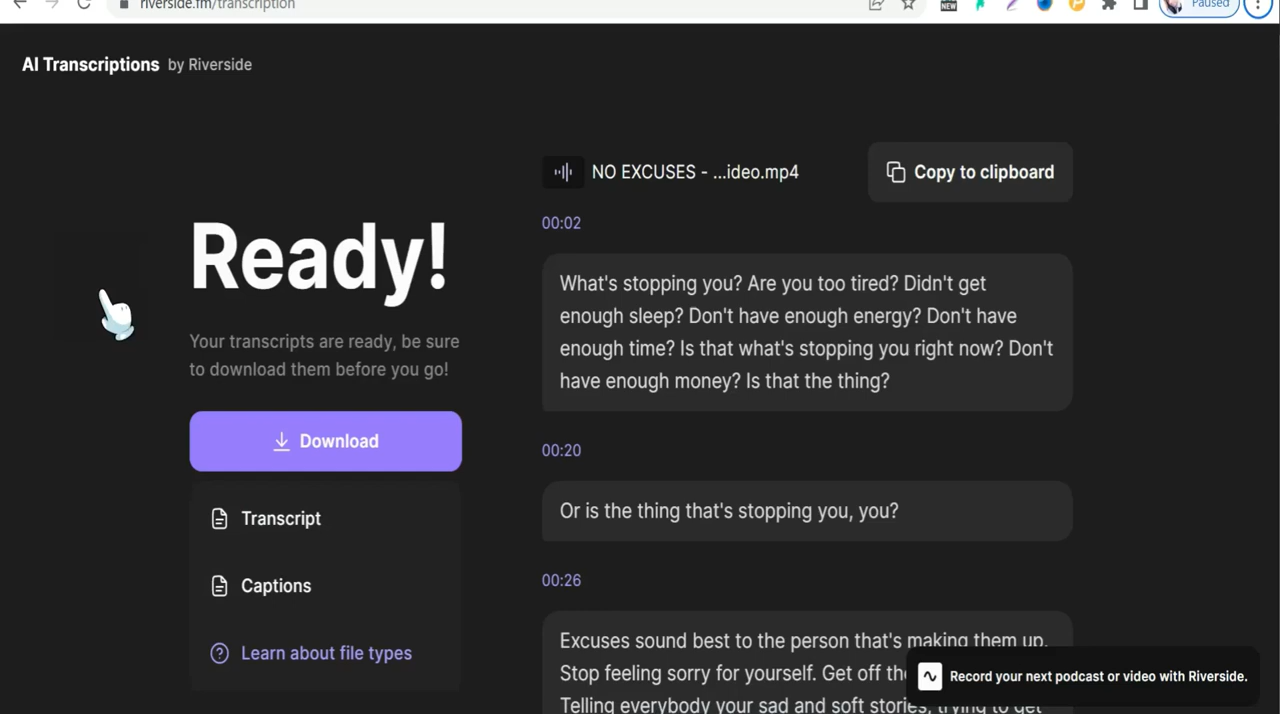 riverside.fm/transcription
NEW
Paused
AI Transcriptions by Riverside
NO EXCUSES - ...ideo.mp4
Copy to clipboard
00:02
Ready!
What's stopping you? Are you too tired? Didn't get
enough sleep? Don't have enough energy? Don't have
enough time? Is that what's stopping you right now? Don't
have enough money? Is that the thing?
Your transcripts are ready, be sure
to download them before you go!
Download
00:20
Transcript
Or is the thing that's stopping you, you?
Captions
00:26
Learn about file types
Excuses sound best to the person that's making them up.
Stop feeling sorry for yourself. Get off the
Telling everybody your sad and soft stories, trying to get
Record your next podcast or video with Riverside.